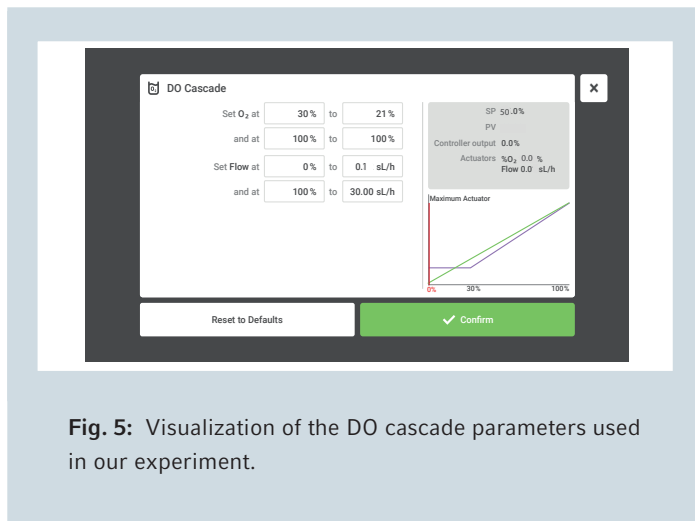 DO Cascade
×
Set O₂ at 30 % to 21 %
and at 100 % to 100 %
Set Flow at 0 % to 0.1 sL/h
and at 100 % to 30.00 sL/h
SP 50.0%
PV
Controller output 0.0%
Actuators %O₂ 0.0 %
Flow 0.0 sL/h
Maximum Actuator
0% 30% 100%
Reset to Defaults
Confirm
Fig. 5: Visualization of the DO cascade parameters used
in our experiment.